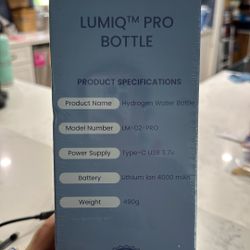 LUMIQ™ PRO
BOTTLE
PRODUCT SPECIFICATIONS
Product Name Hydrogen Water Bottle
Model Number LM-02-PRO
Power Supply Type-C USB 3.7v
Battery Lithium Ion 4000 mAh
Weight 490g